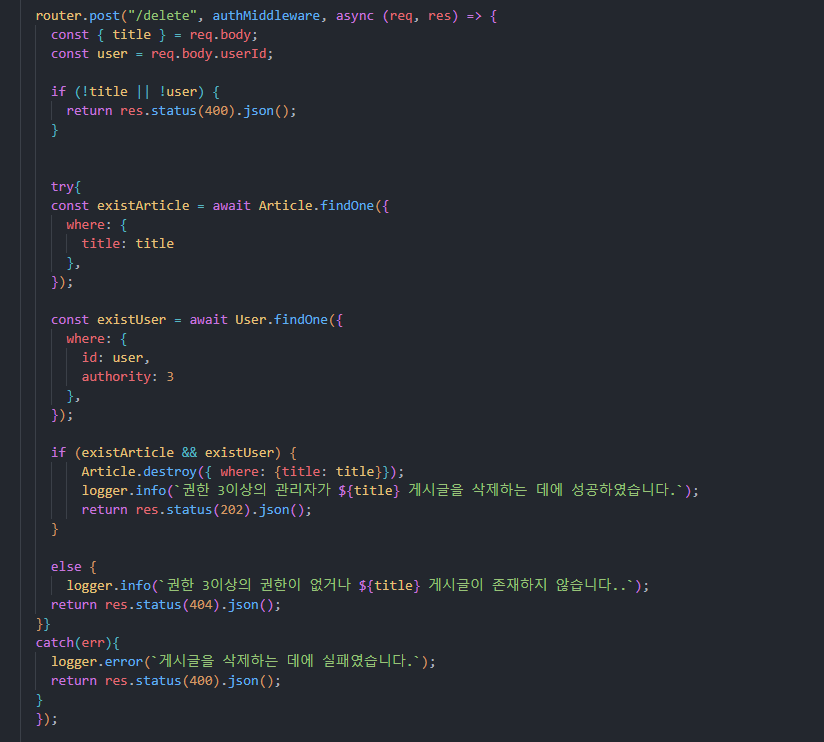 router.post("/delete", authMiddleware, async (req, res) => {
const { title } = req.body;
const user = req.body.userId;
if (!title || !user) {
return res.status(400).json();
}
try{
const existArticle = await Article.findOne({
where: {
title: title
},
});
const existUser = await User.findOne({
where: {
id: user,
authority: 3
},
});
if (existArticle && existUser) {
Article.destroy({ where: {title: title}});
logger.info(`권한 3이상의 관리자가 ${title} 게시글을 삭제하는 데에 성공하였습니다.`);
return res.status(202).json();
}
else {
logger.info(`권한 3이상의 권한이 없거나 ${title} 게시글이 존재하지 않습니다..`);
return res.status(404).json();
}}
catch(err){
logger.error(`게시글을 삭제하는 데에 실패였습니다.`);
return res.status(400).json();
}
});